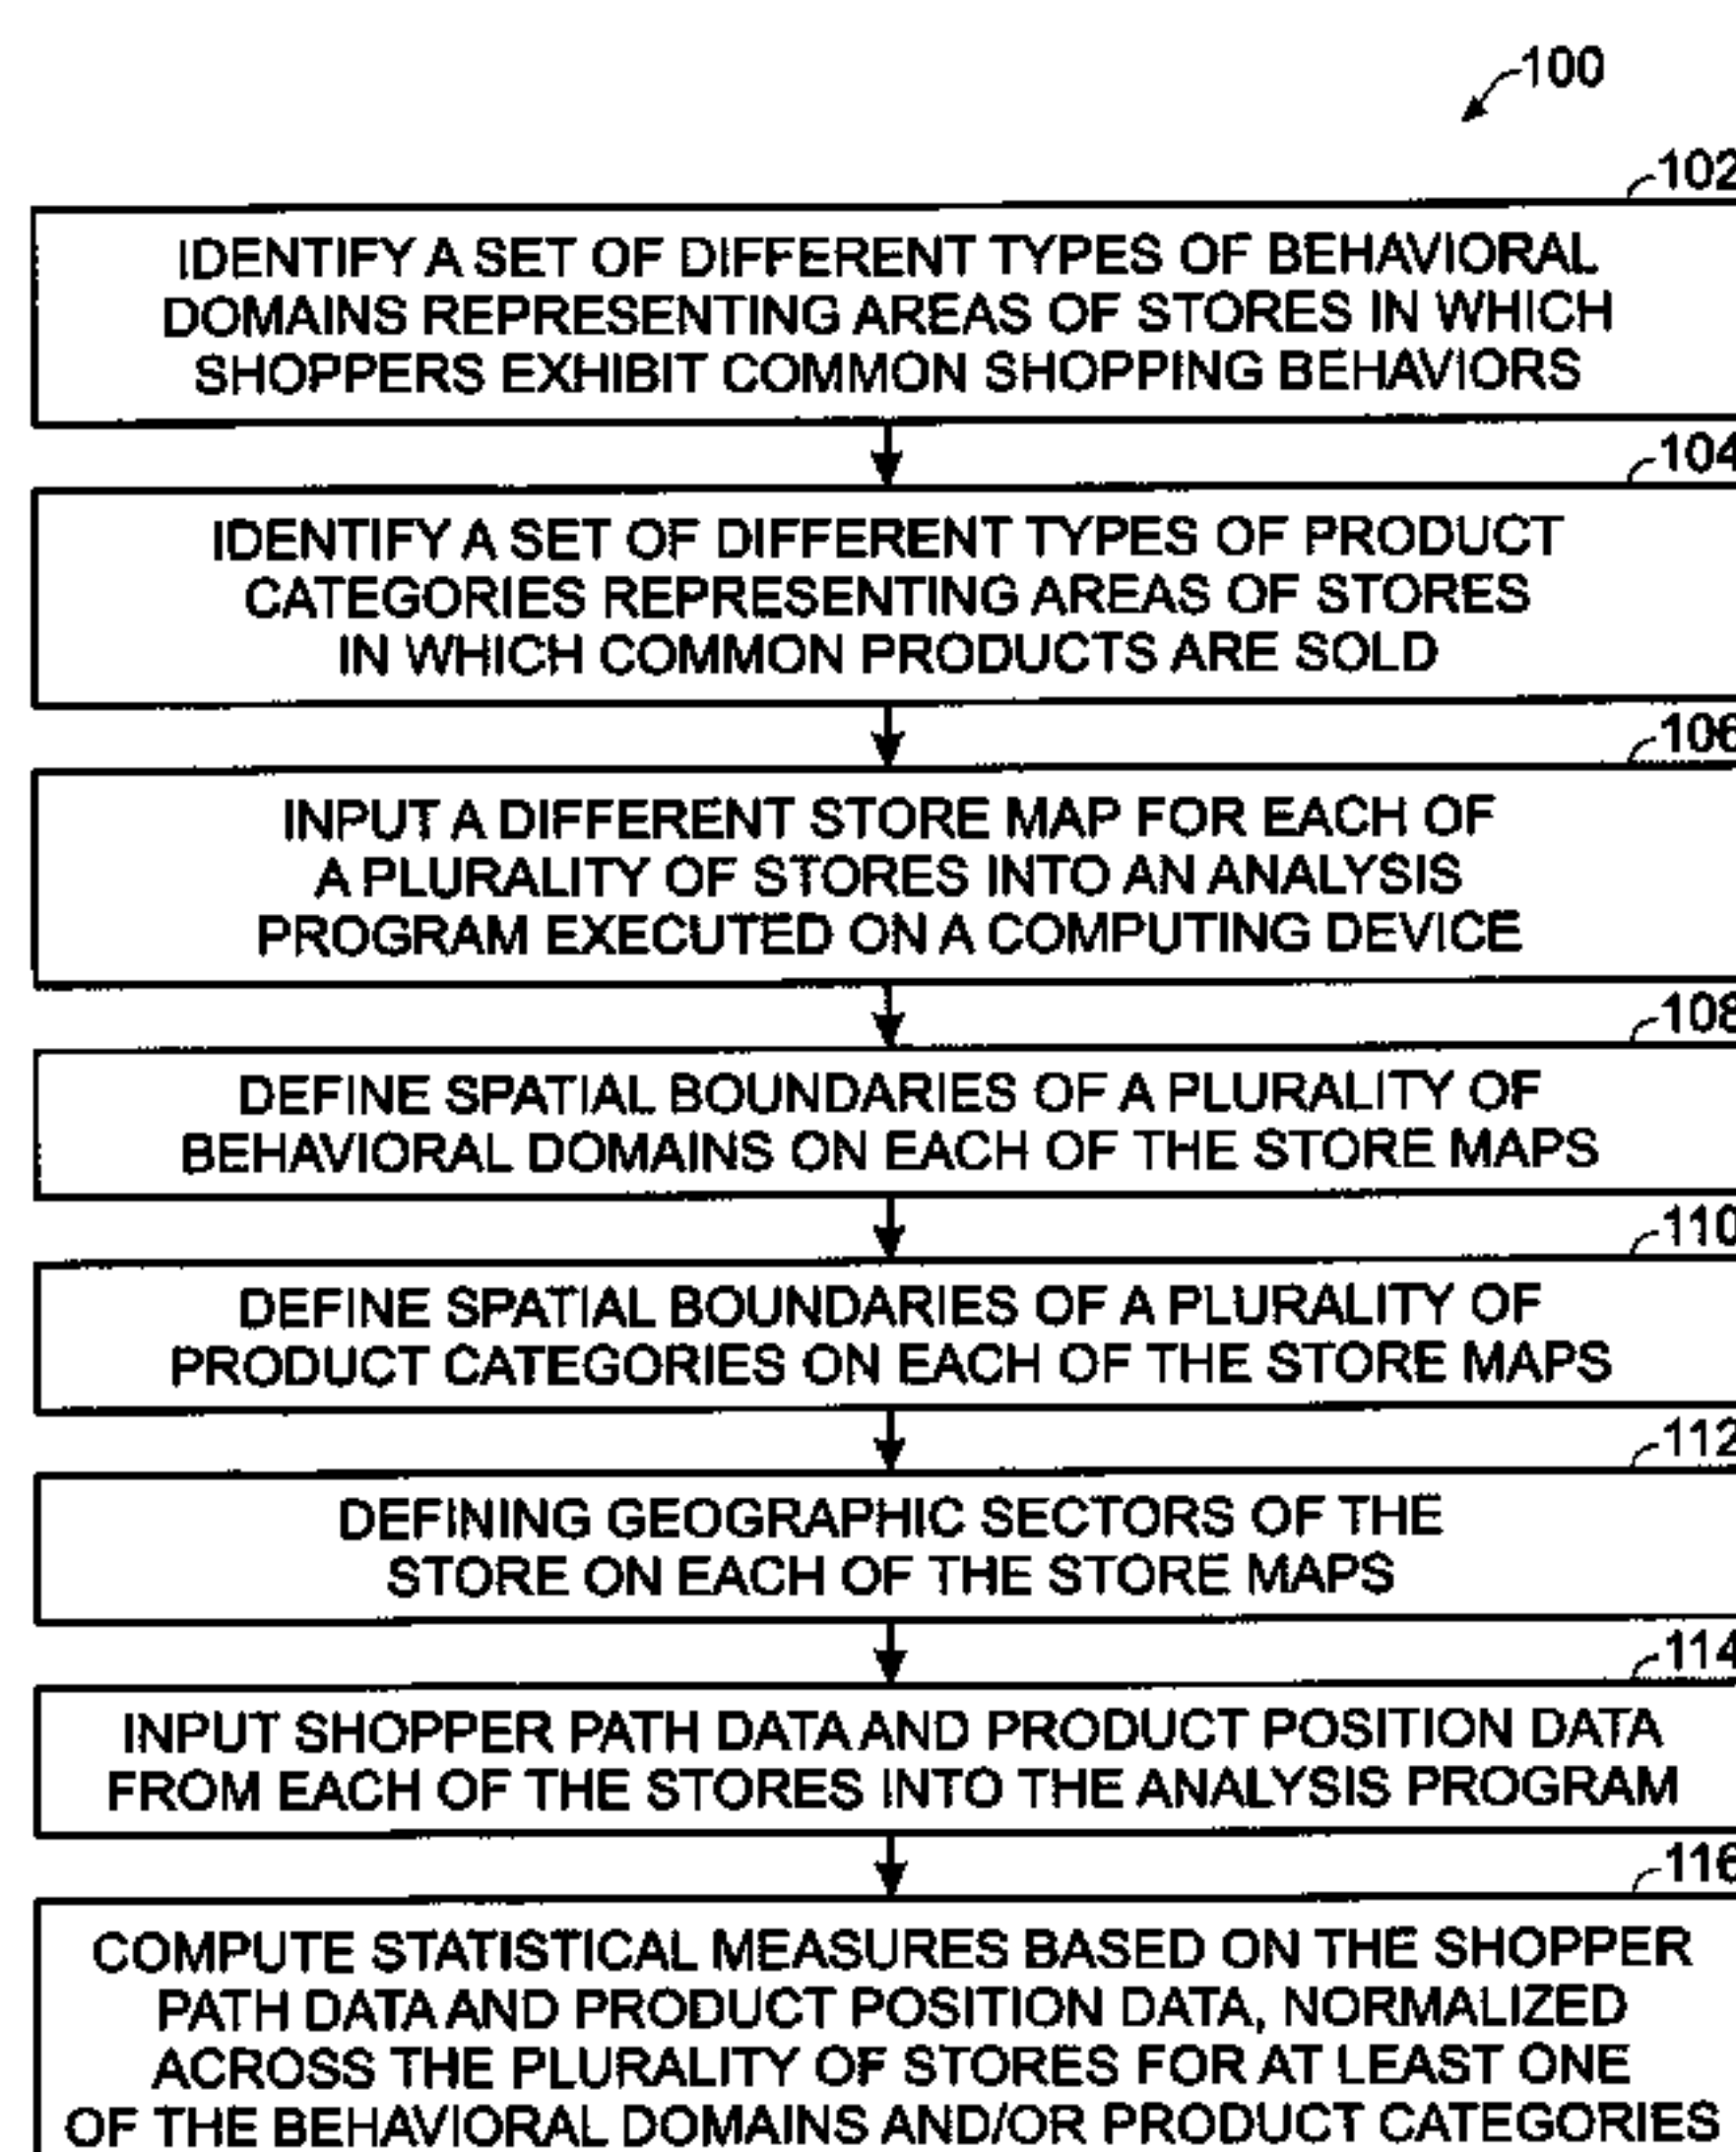 100
102
IDENTIFY A SET OF DIFFERENT TYPES OF BEHAVIORAL
DOMAINS REPRESENTING AREAS OF STORES IN WHICH
SHOPPERS EXHIBIT COMMON SHOPPING BEHAVIORS
104
IDENTIFY A SET OF DIFFERENT TYPES OF PRODUCT
CATEGORIES REPRESENTING AREAS OF STORES
IN WHICH COMMON PRODUCTS ARE SOLD
106
INPUT A DIFFERENT STORE MAP FOR EACH OF
A PLURALITY OF STORES INTO AN ANALYSIS
PROGRAM EXECUTED ON A COMPUTING DEVICE
108
DEFINE SPATIAL BOUNDARIES OF A PLURALITY OF
BEHAVIORAL DOMAINS ON EACH OF THE STORE MAPS
110
DEFINE SPATIAL BOUNDARIES OF A PLURALITY OF
PRODUCT CATEGORIES ON EACH OF THE STORE MAPS
112
DEFINING GEOGRAPHIC SECTORS OF THE
STORE ON EACH OF THE STORE MAPS
114
INPUT SHOPPER PATH DATA AND PRODUCT POSITION DATA
FROM EACH OF THE STORES INTO THE ANALYSIS PROGRAM
116
COMPUTE STATISTICAL MEASURES BASED ON THE SHOPPER
PATH DATA AND PRODUCT POSITION DATA, NORMALIZED
ACROSS THE PLURALITY OF STORES FOR AT LEAST ONE
OF THE BEHAVIORAL DOMAINS AND/OR PRODUCT CATEGORIES